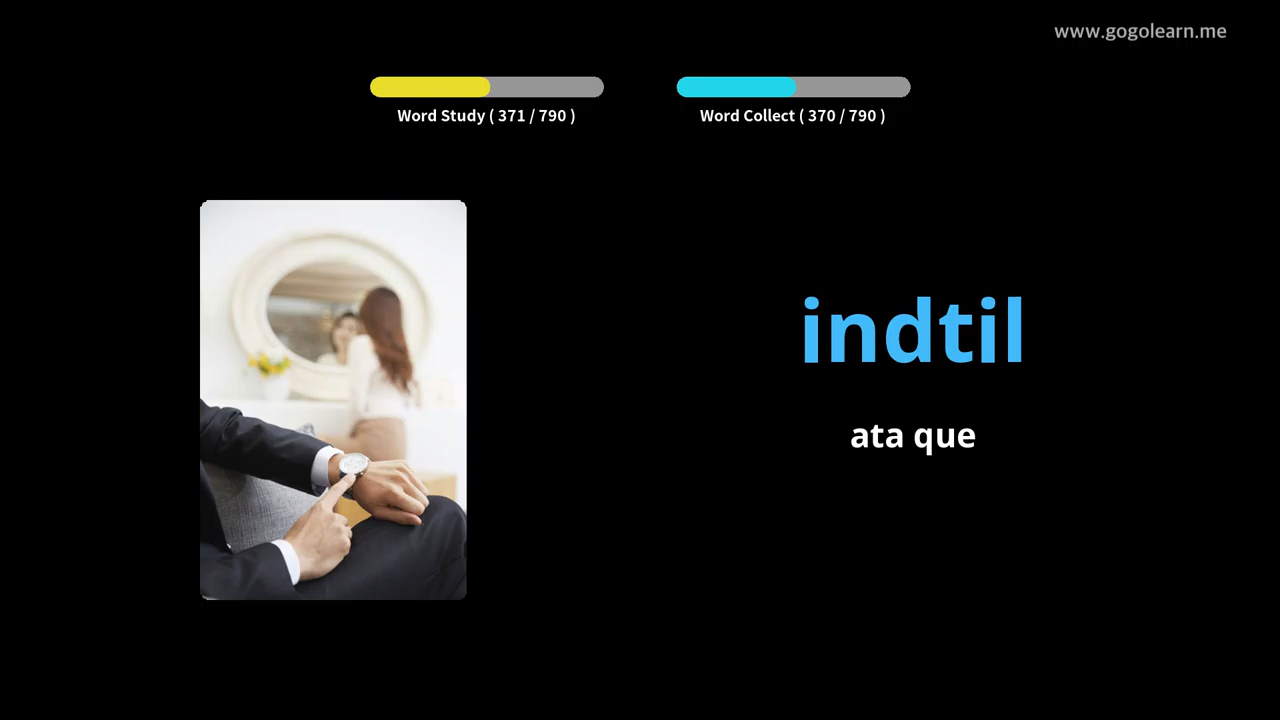 www.gogolearn.me
Word Study ( 371 / 790 )
Word Collect ( 370 / 790 )
indtil
ata que